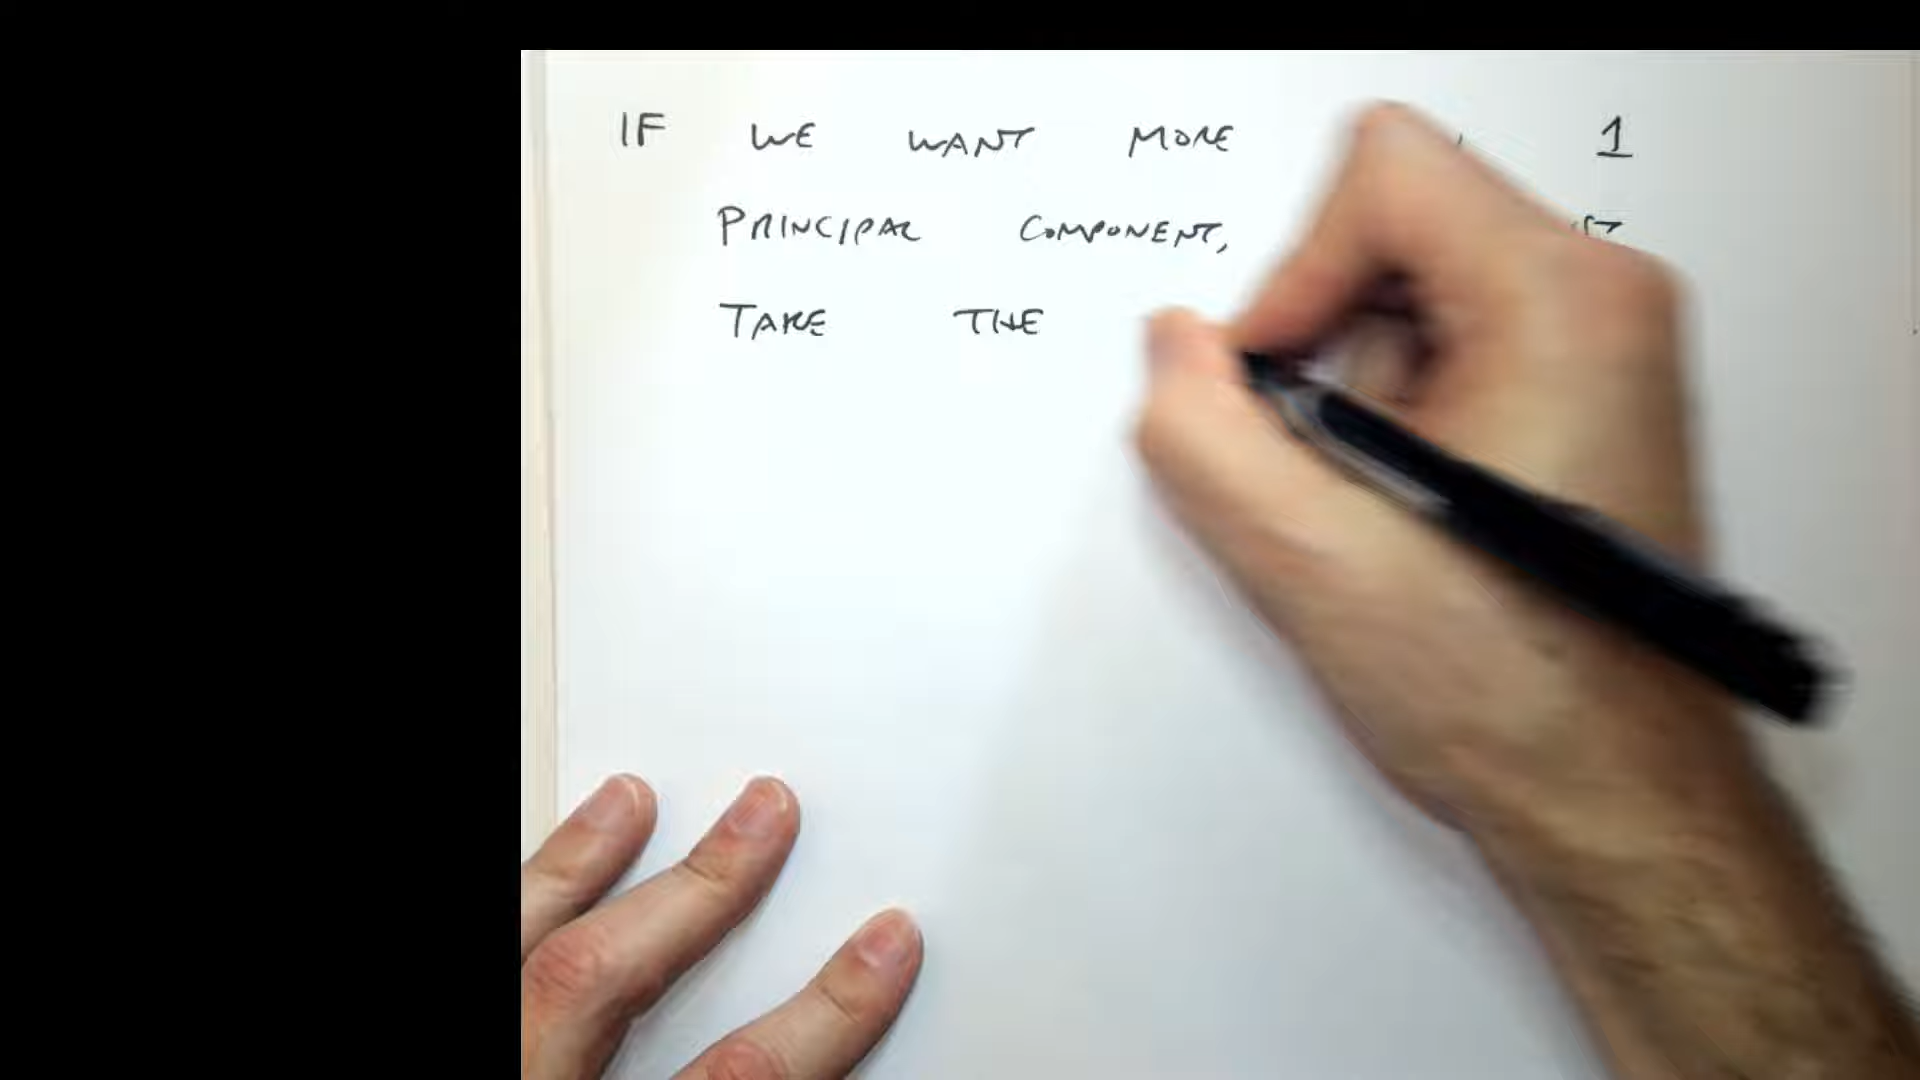 IF WE WANT MORE 1
PRINCIPAL COMPONENT,
TAKE THE